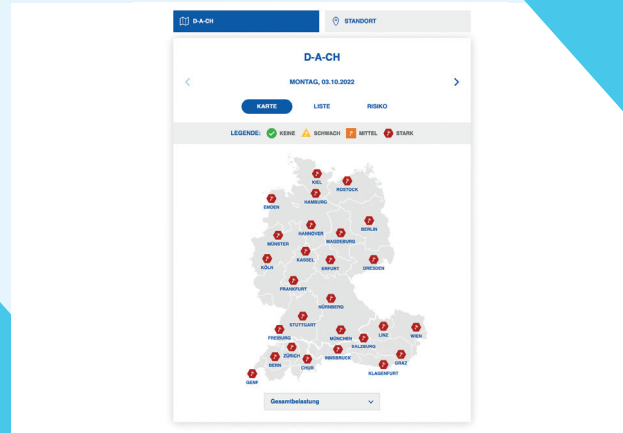 D-A-CH
STANDORT
D-A-CH
MONTAG, 03.10.2022
KARTE
LISTE
RISIKO
LEGENDE: KEINE SCHWACH MITTEL STARK
KIEL
ROSTOCK
EMDEN
HAMBURG
BERLIN
HANNOVER
MAGDEBURG
MÜNSTER
KASSEL
KÖLN
ERFURT
DRESDEN
FRANKFURT
NÜRNBERG
STUTTGART
FREIBURG
MÜNCHEN
LINZ
WIEN
SALZBURG
ZÜRICH
INNSBRUCK
BERN
CHUR
GRAZ
KLAGENFURT
GENF
Gesamtbelastung